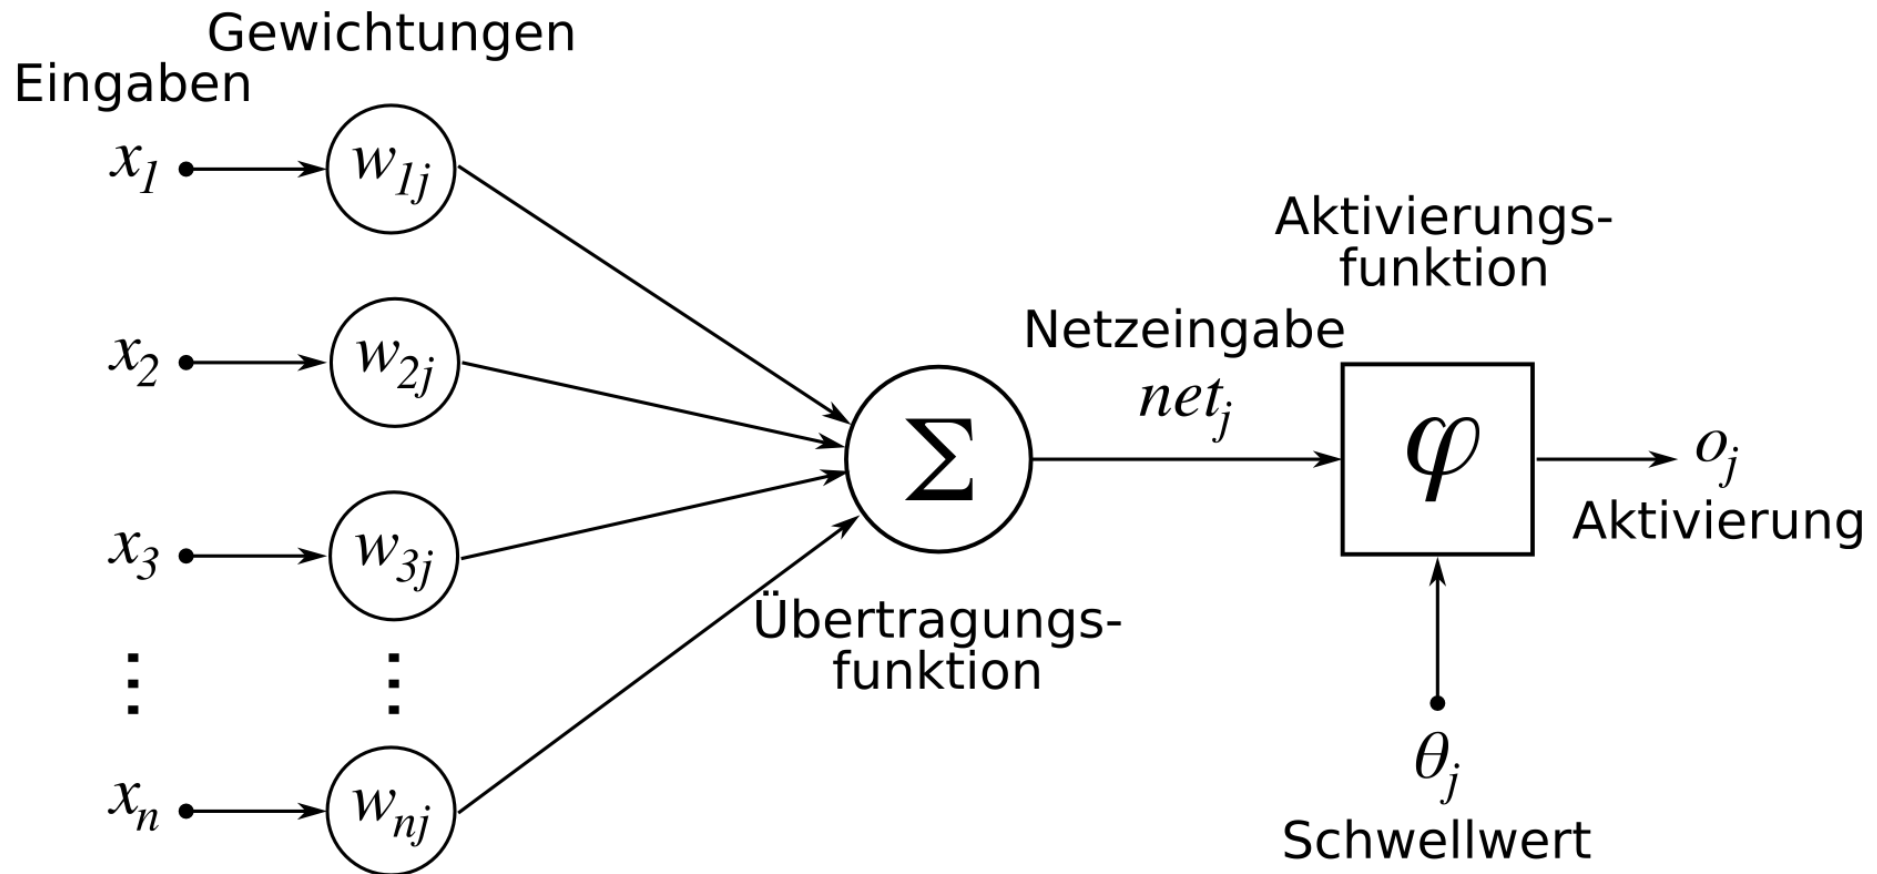 Gewichtungen
Eingaben
x1
w1j
x2
w2j
x3
w3j
⋮ ⋮
xn
wnj
Σ
Übertragungs-
funktion
Netzeingabe
netj
Aktivierungs-
funktion
φ
oj
Aktivierung
θj
Schwellwert